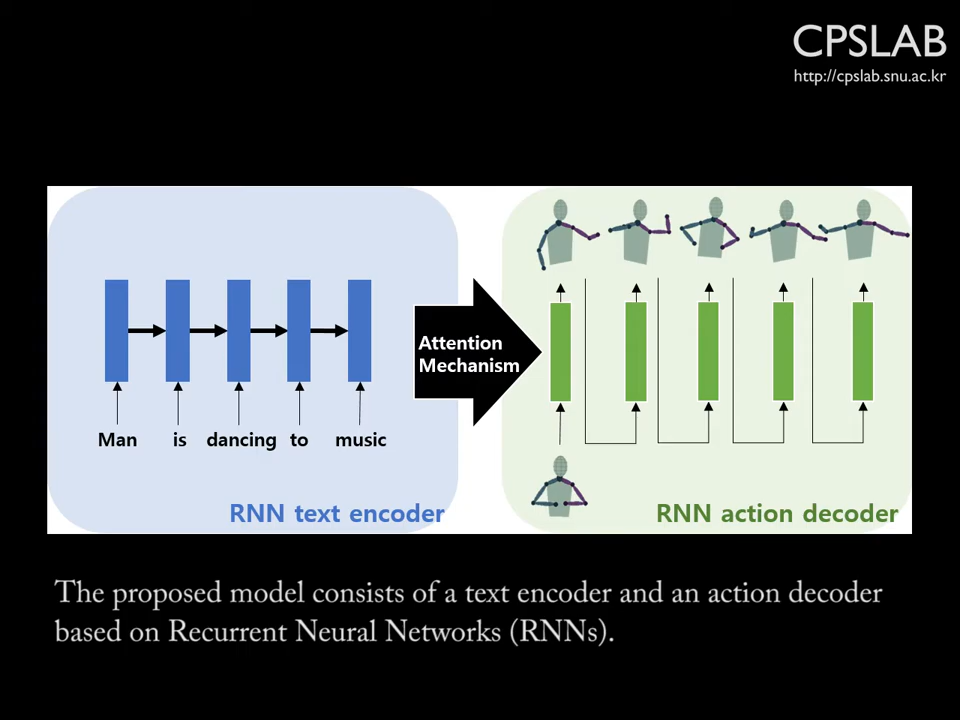 CPSLAB
http://cpslab.snu.ac.kr
Attention
Mechanism
Man is dancing to music
RNN text encoder
RNN action decoder
The proposed model consists of a text encoder and an action decoder
based on Recurrent Neural Networks (RNNs).